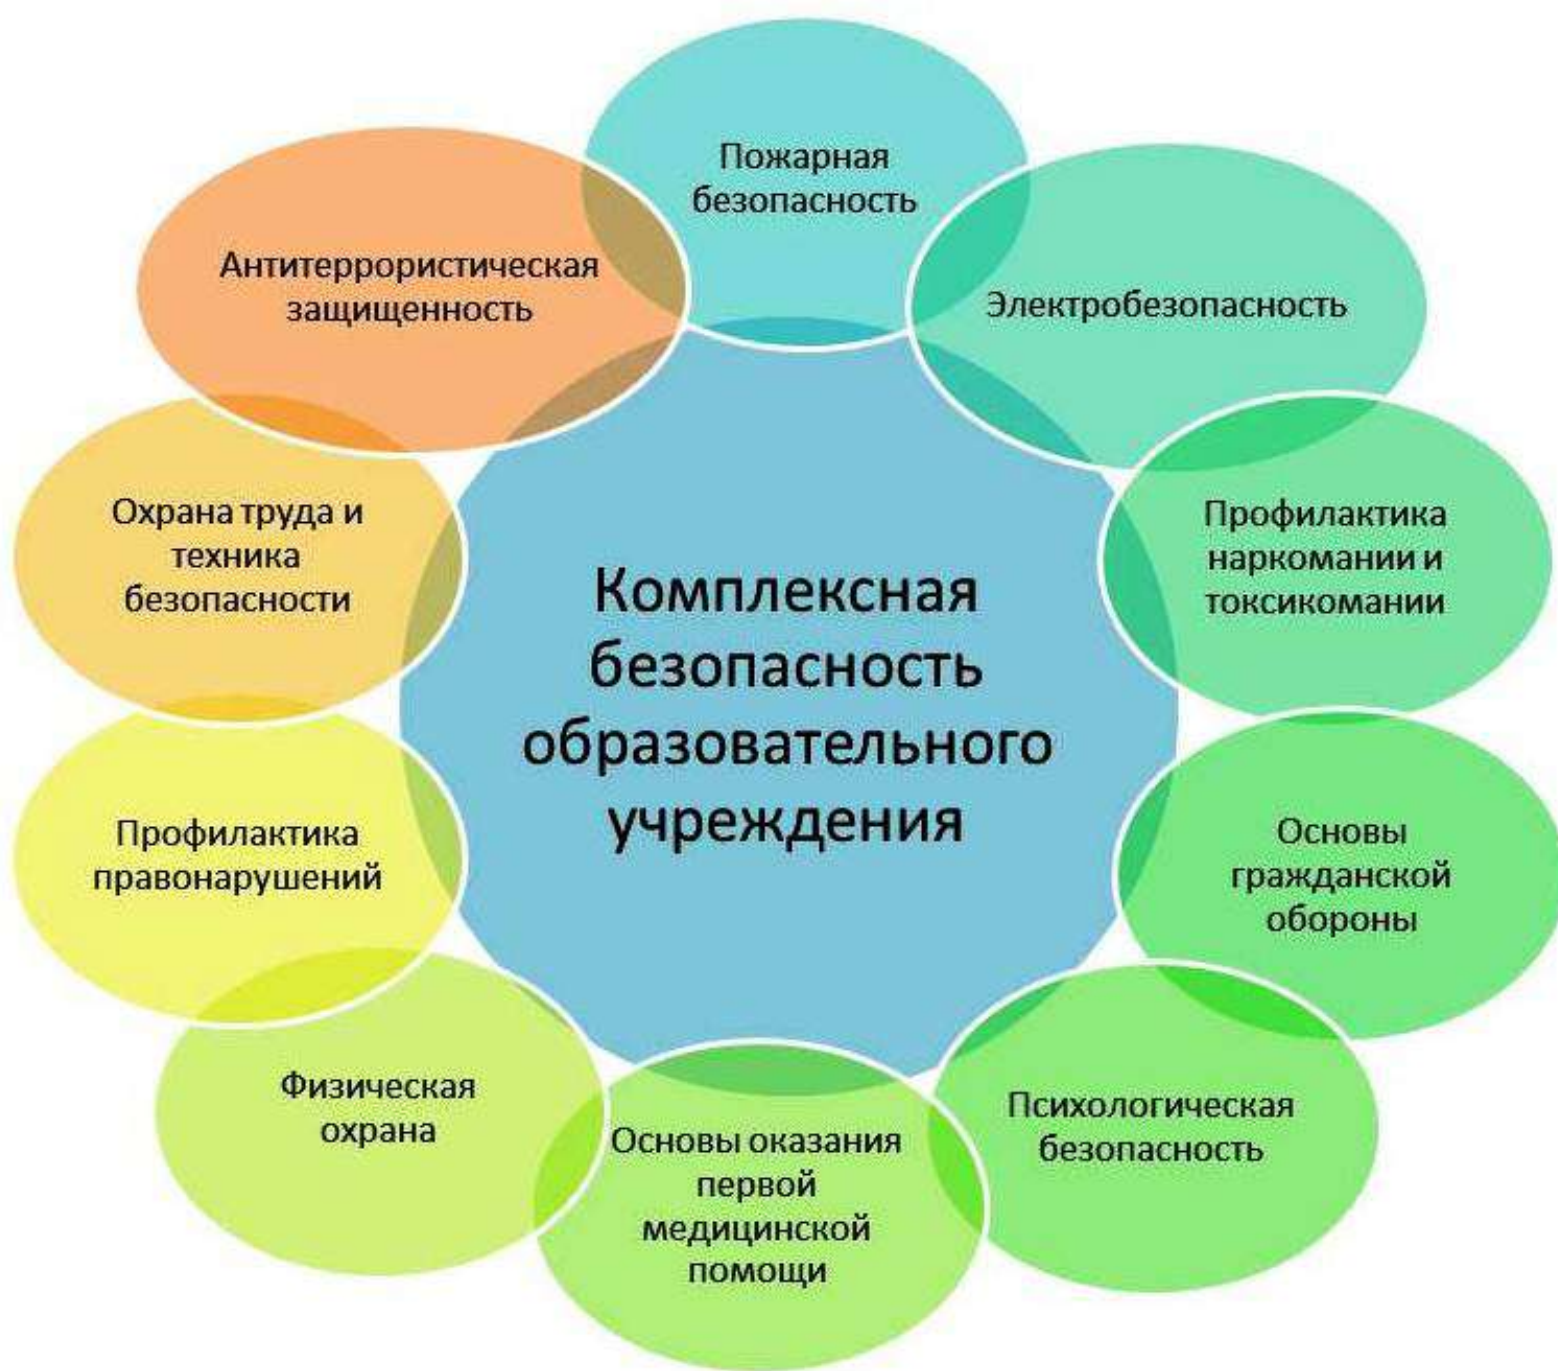 Пожарная
безопасность
Электробезопасность
Профилактика
наркомании и
токсикомании
Основы
гражданской
обороны
Психологическая
безопасность
Основы оказания
первой
медицинской
помощи
Физическая
охрана
Профилактика
правонарушений
Охрана труда и
техника
безопасности
Антитеррористическая
защищенность
Комплексная
безопасность
образовательного
учреждения